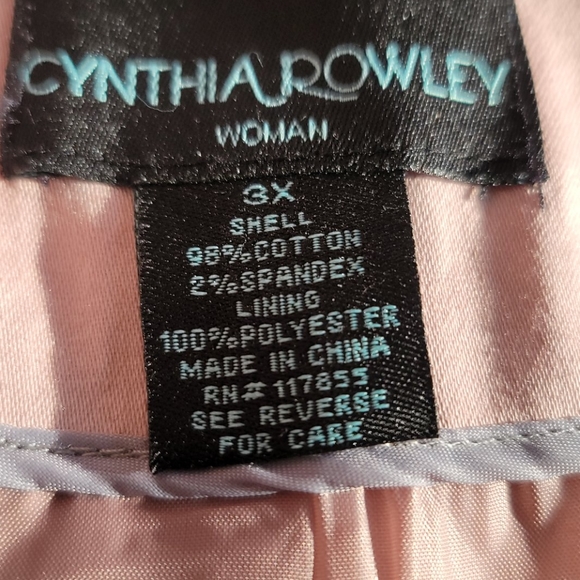 CYNTHIA ROWLEY
WOMAN
3X
SHELL
98%COTTON
2%SPANDEX
LINING
100%POLYESTER
MADE IN CHINA
RN# 117855
SEE REVERSE
FOR CARE